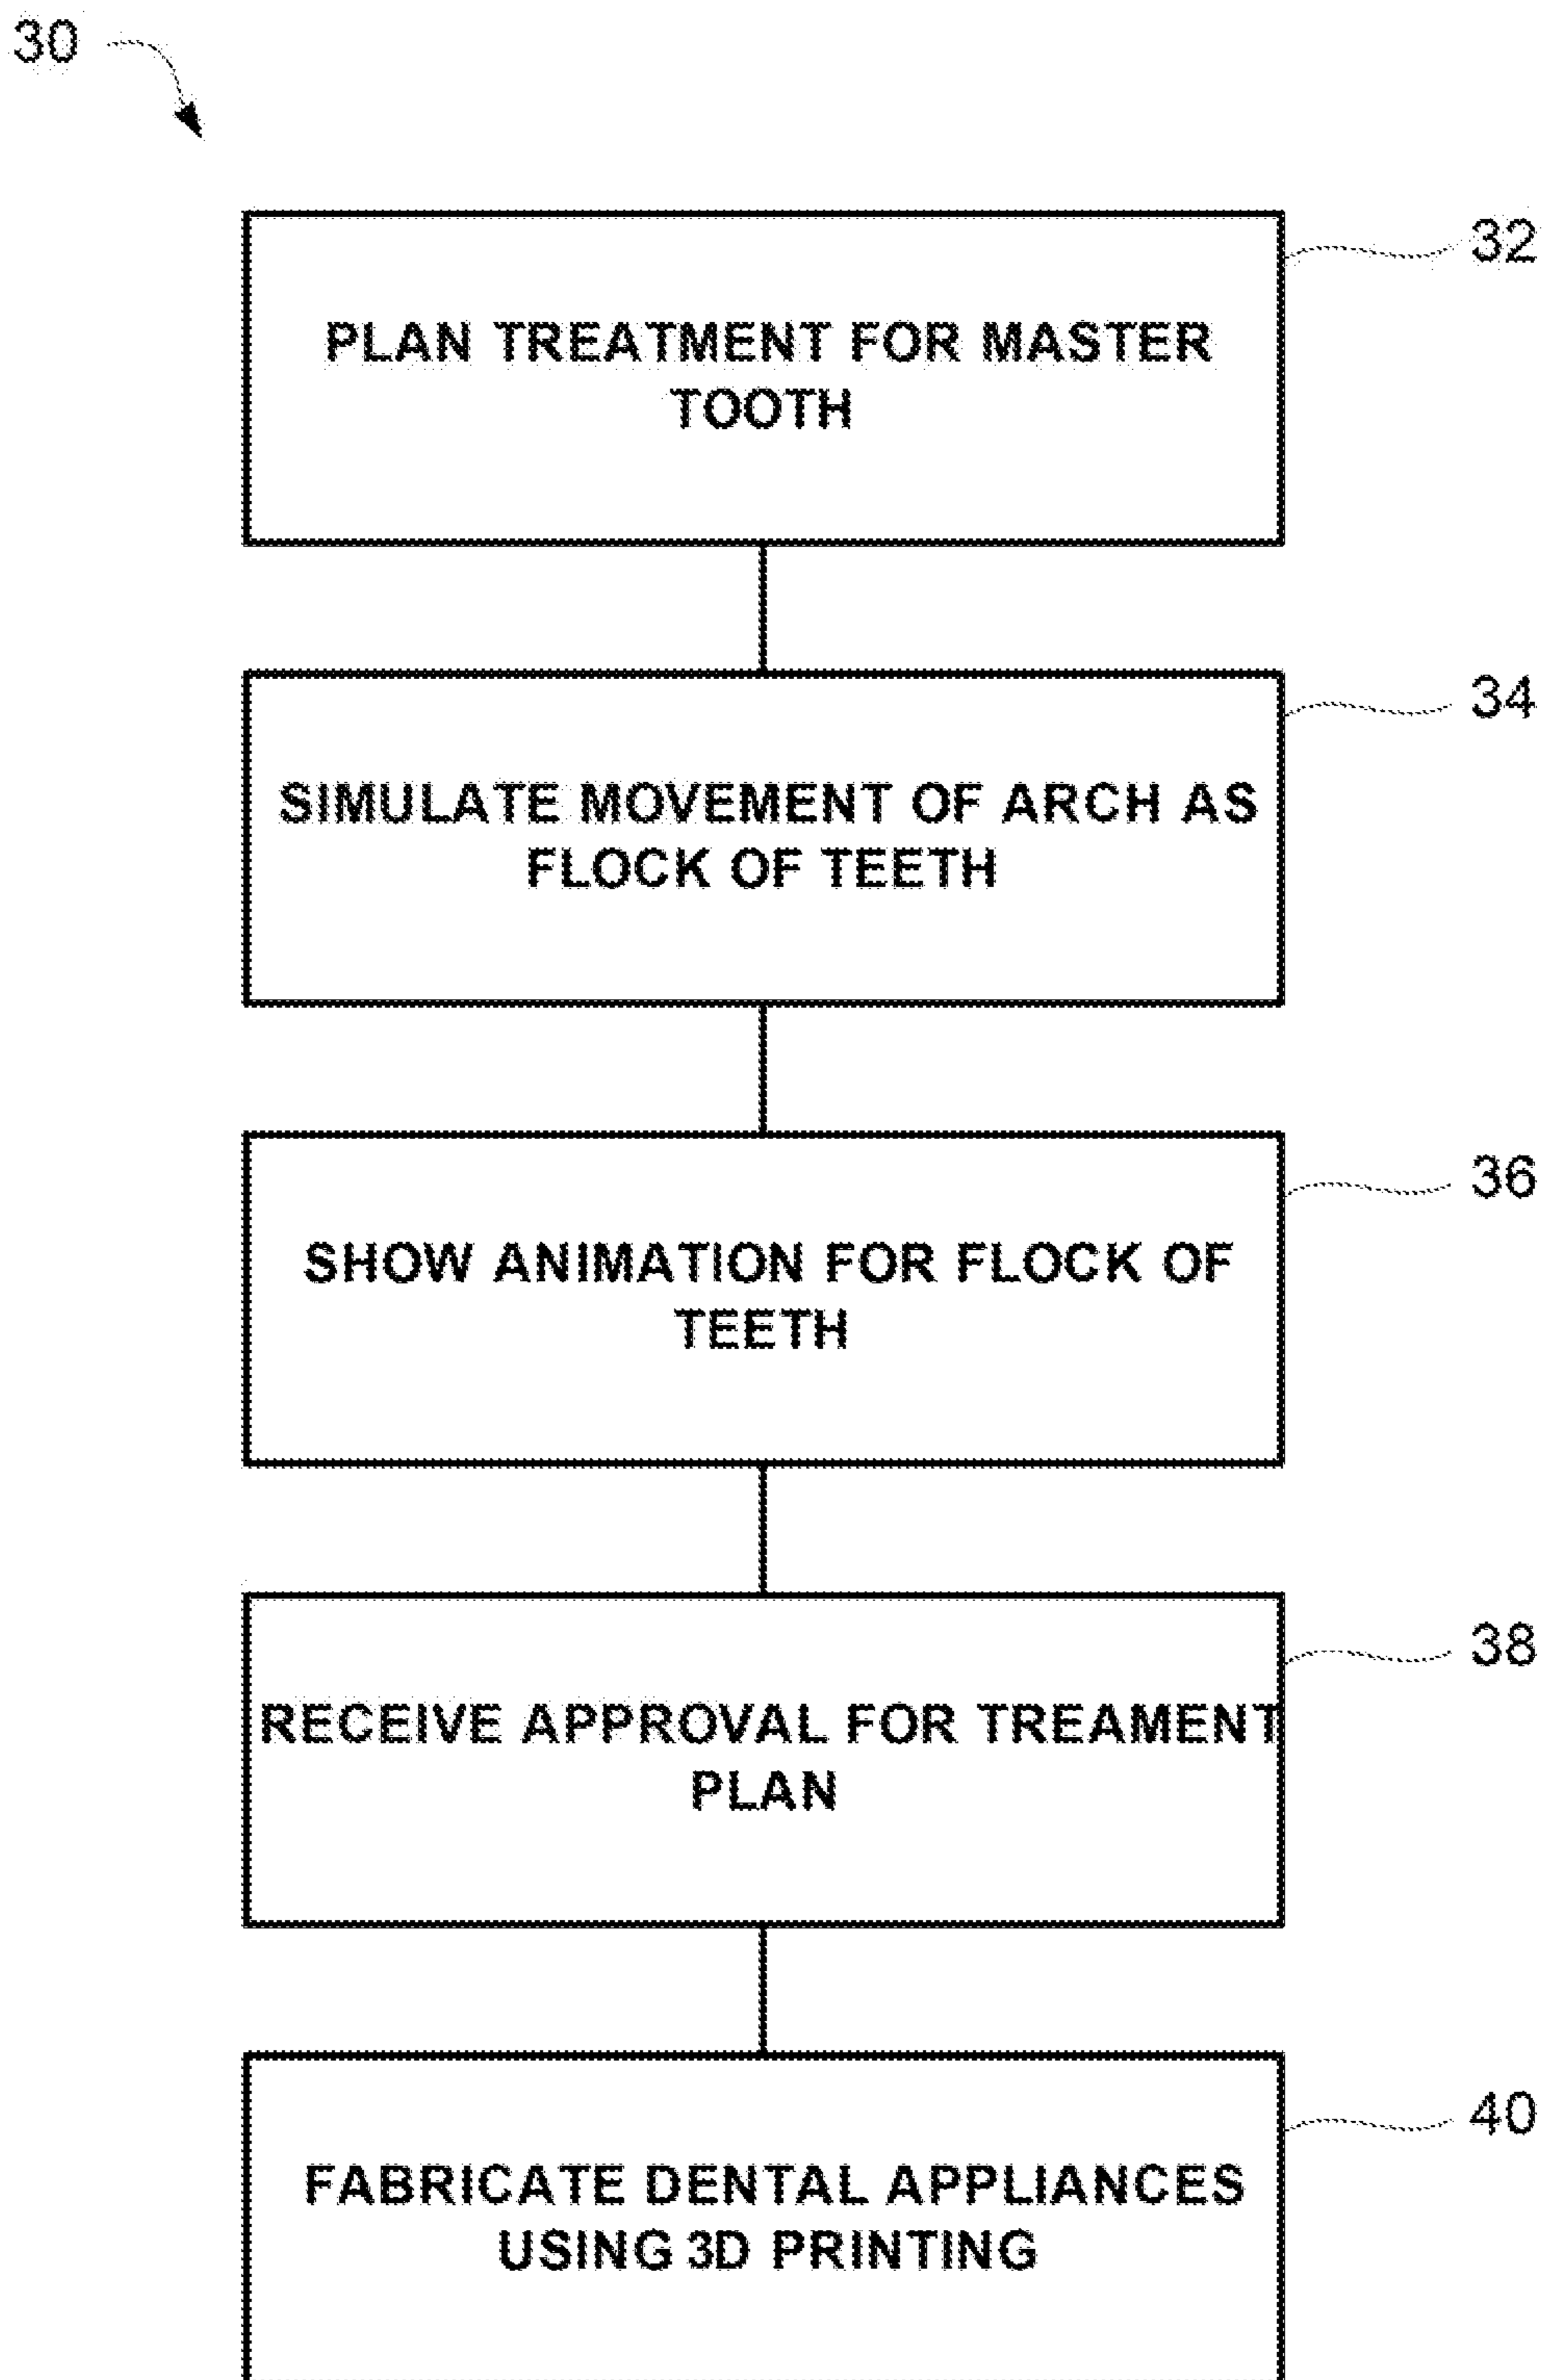 30
32
PLAN TREATMENT FOR MASTER
TOOTH
34
SIMULATE MOVEMENT OF ARCH AS
FLOCK OF TEETH
36
SHOW ANIMATION FOR FLOCK OF
TEETH
38
RECEIVE APPROVAL FOR TREAMENT
PLAN
40
FABRICATE DENTAL APPLIANCES
USING 3D PRINTING